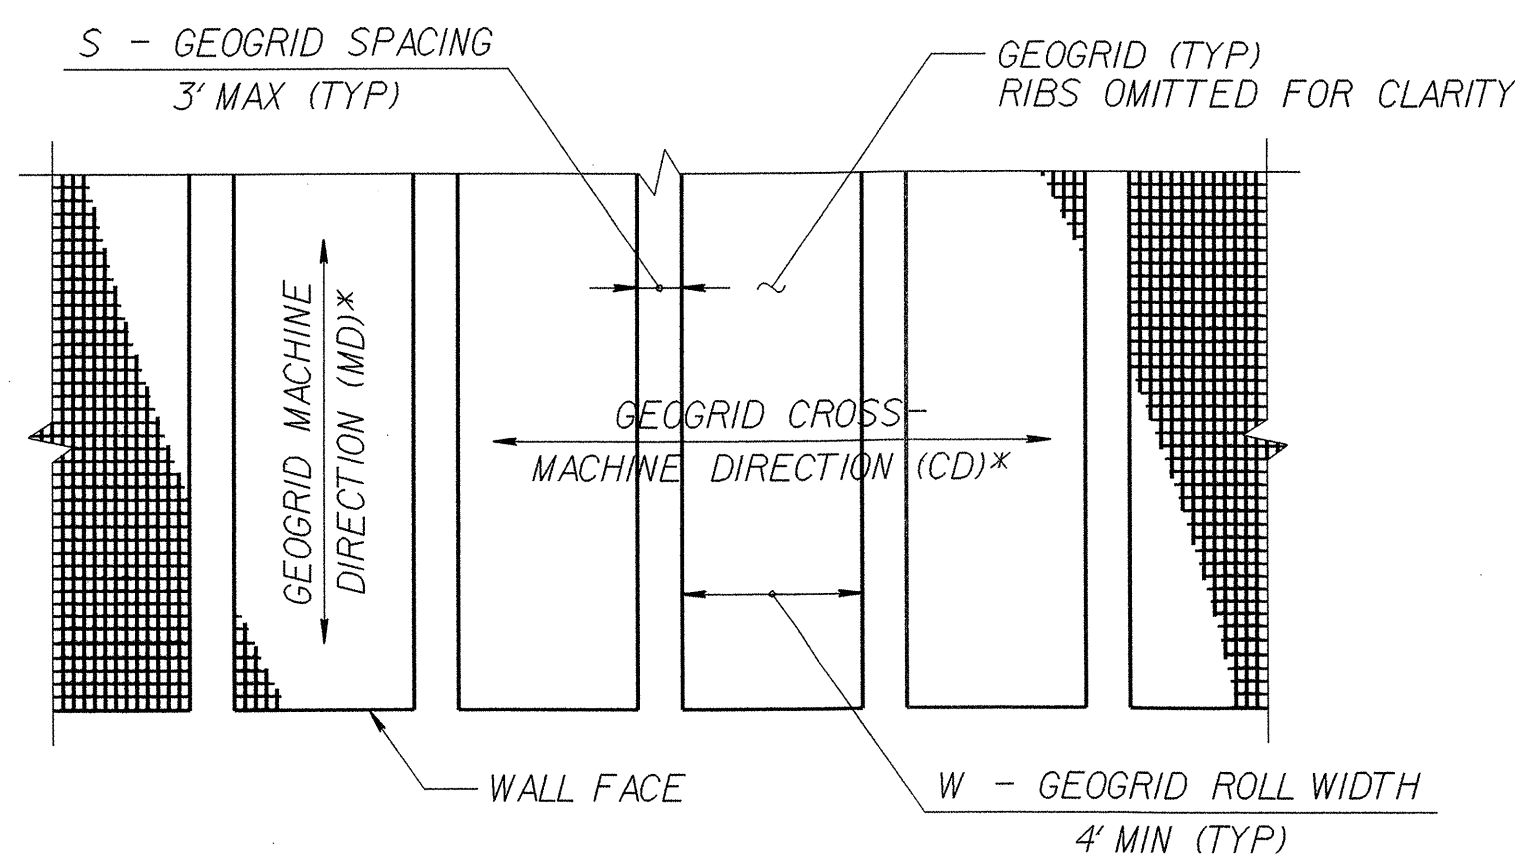 S - GEOGRID SPACING
3' MAX (TYP)
GEOGRID (TYP)
RIBS OMITTED FOR CLARITY
GEOGRID MACHINE
DIRECTION (MD)*
GEOGRID CROSS-
MACHINE DIRECTION (CD)*
WALL FACE
W - GEOGRID ROLL WIDTH
4' MIN (TYP)